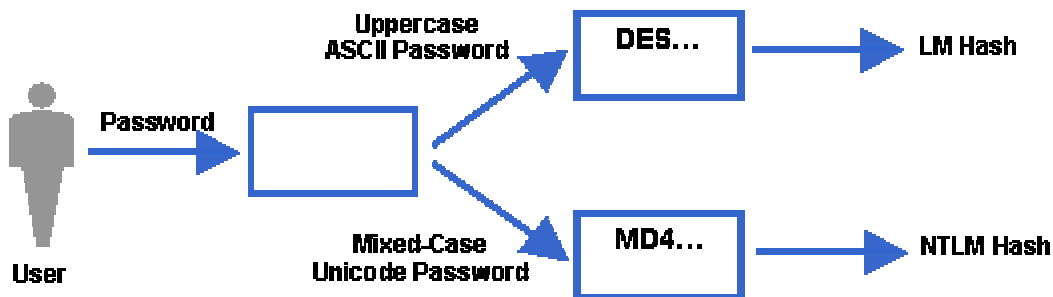 Uppercase
ASCII Password
DES...
LM Hash
Password
User
Mixed-Case
Unicode Password
MD4...
NTLM Hash